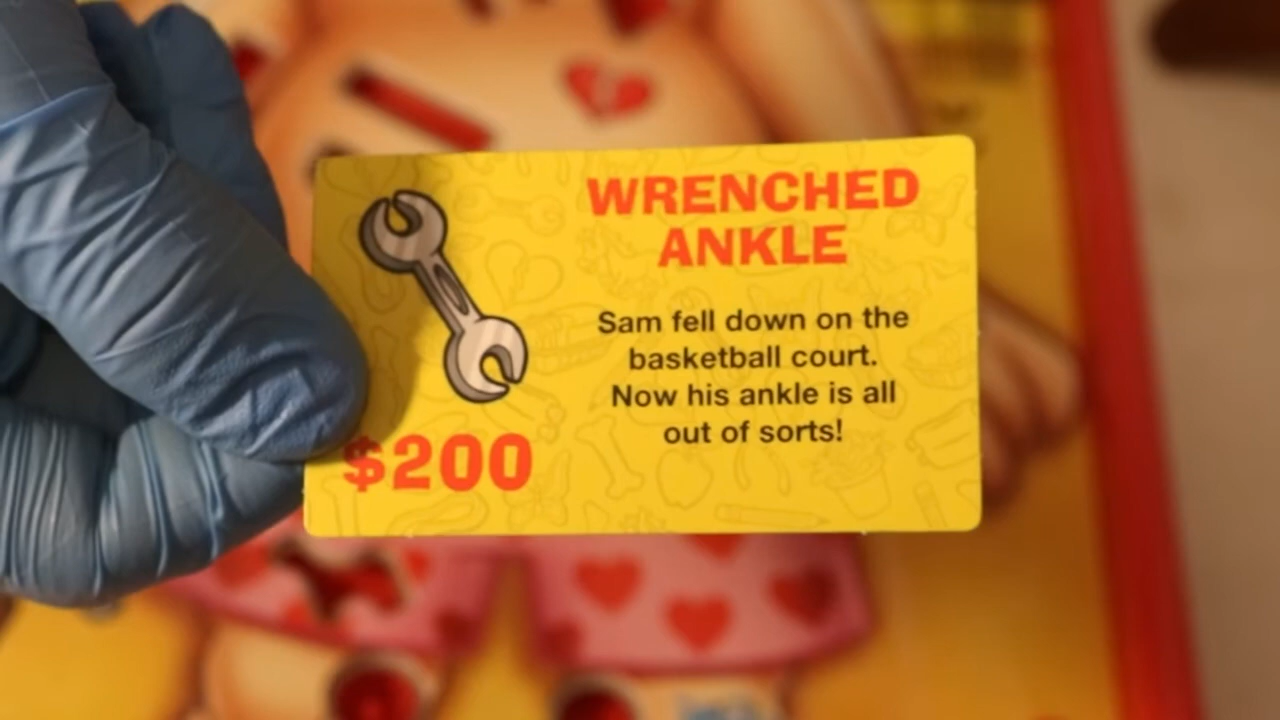 WRENCHED
ANKLE
Sam fell down on the
basketball court.
Now his ankle is all
out of sorts!
$200